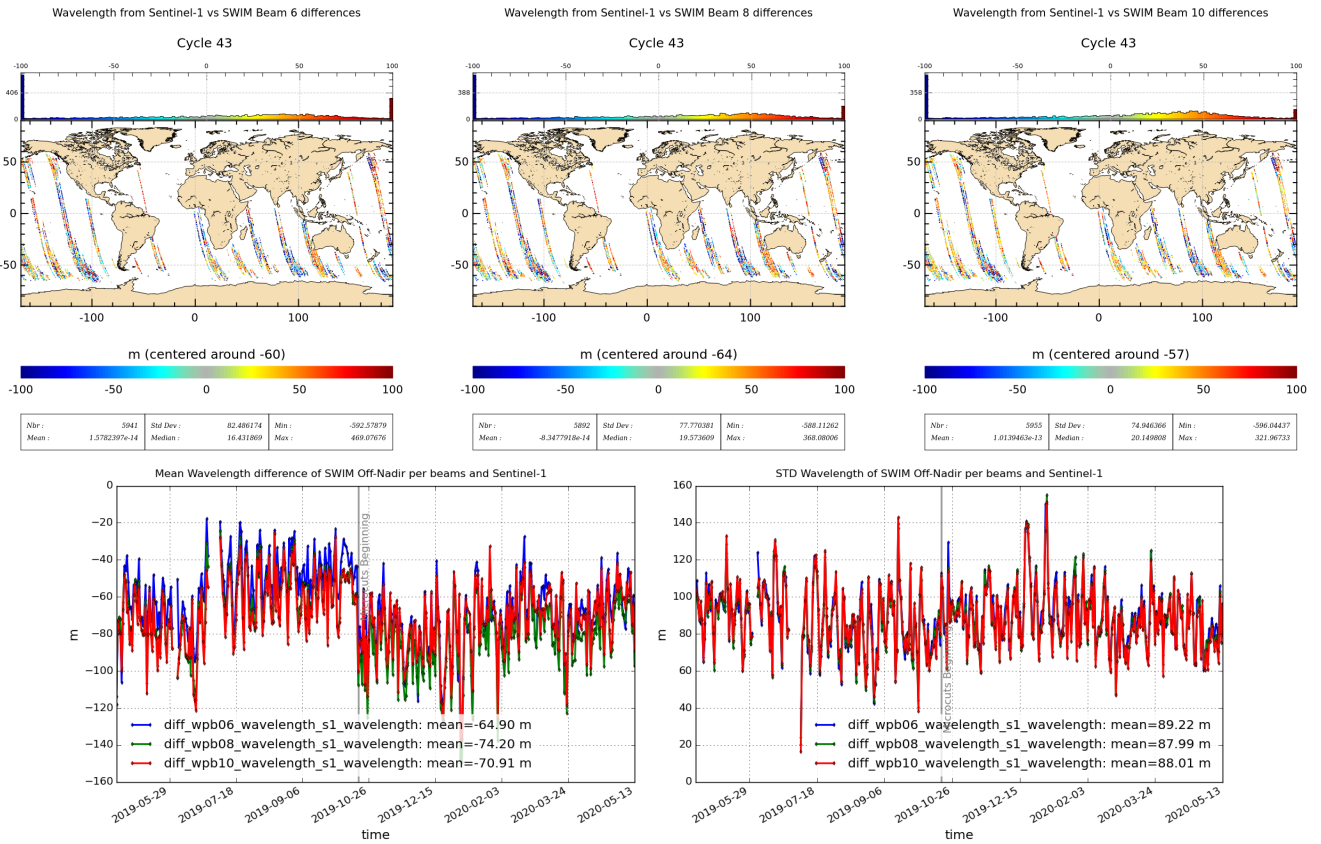 Wavelength from Sentinel-1 vs SWIM Beam 6 differences
Cycle 43
-100 -50 0 50 100
406
0
50
0
-50
-100 0 100
m (centered around -60)
-100 -50 0 50 100
Nbr : 5941 Std Dev : 82.486174 Min : -592.57879
Mean : 1.5782397e-14 Median : 16.431869 Max : 469.07676
Wavelength from Sentinel-1 vs SWIM Beam 8 differences
Cycle 43
-100 -50 0 50 100
388
0
50
0
-50
-100 0 100
m (centered around -64)
-100 -50 0 50 100
Nbr : 5892 Std Dev : 77.770381 Min : -588.11262
Mean : -8.3477918e-14 Median : 19.573609 Max : 368.08006
Wavelength from Sentinel-1 vs SWIM Beam 10 differences
Cycle 43
-100 -50 0 50 100
358
0
50
0
-50
-100 0 100
m (centered around -57)
-100 -50 0 50 100
Nbr : 5955 Std Dev : 74.946366 Min : -596.04437
Mean : 1.0139463e-13 Median : 20.149808 Max : 321.96733
Mean Wavelength difference of SWIM Off-Nadir per beams and Sentinel-1
0
−20
−40
−60
−80
−100
−120
−140
−160
m
Beginning
diff_wpb06_wavelength_s1_wavelength: mean=-64.90 m
diff_wpb08_wavelength_s1_wavelength: mean=-74.20 m
diff_wpb10_wavelength_s1_wavelength: mean=-70.91 m
2019-05-29 2019-07-18 2019-09-06 2019-10-26 2019-12-15 2020-02-03 2020-03-24 2020-05-13
time
STD Wavelength of SWIM Off-Nadir per beams and Sentinel-1
160
140
120
100
80
60
40
20
0
m
Microcuts
diff_wpb06_wavelength_s1_wavelength: mean=89.22 m
diff_wpb08_wavelength_s1_wavelength: mean=87.99 m
diff_wpb10_wavelength_s1_wavelength: mean=88.01 m
2019-05-29 2019-07-18 2019-09-06 2019-10-26 2019-12-15 2020-02-03 2020-03-24 2020-05-13
time